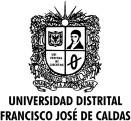 UNIVERSIDAD DISTRITAL
FRANCISCO JOSÉ DE CALDAS